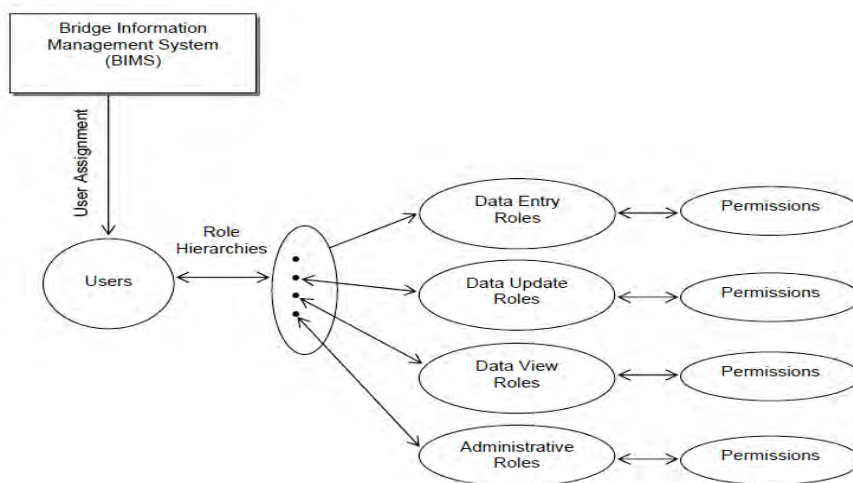 Bridge Information
Management System
(BIMS)
User Assignment
Role
Hierarchies
Users
Data Entry
Roles
Permissions
Data Update
Roles
Permissions
Data View
Roles
Permissions
Administrative
Roles
Permissions